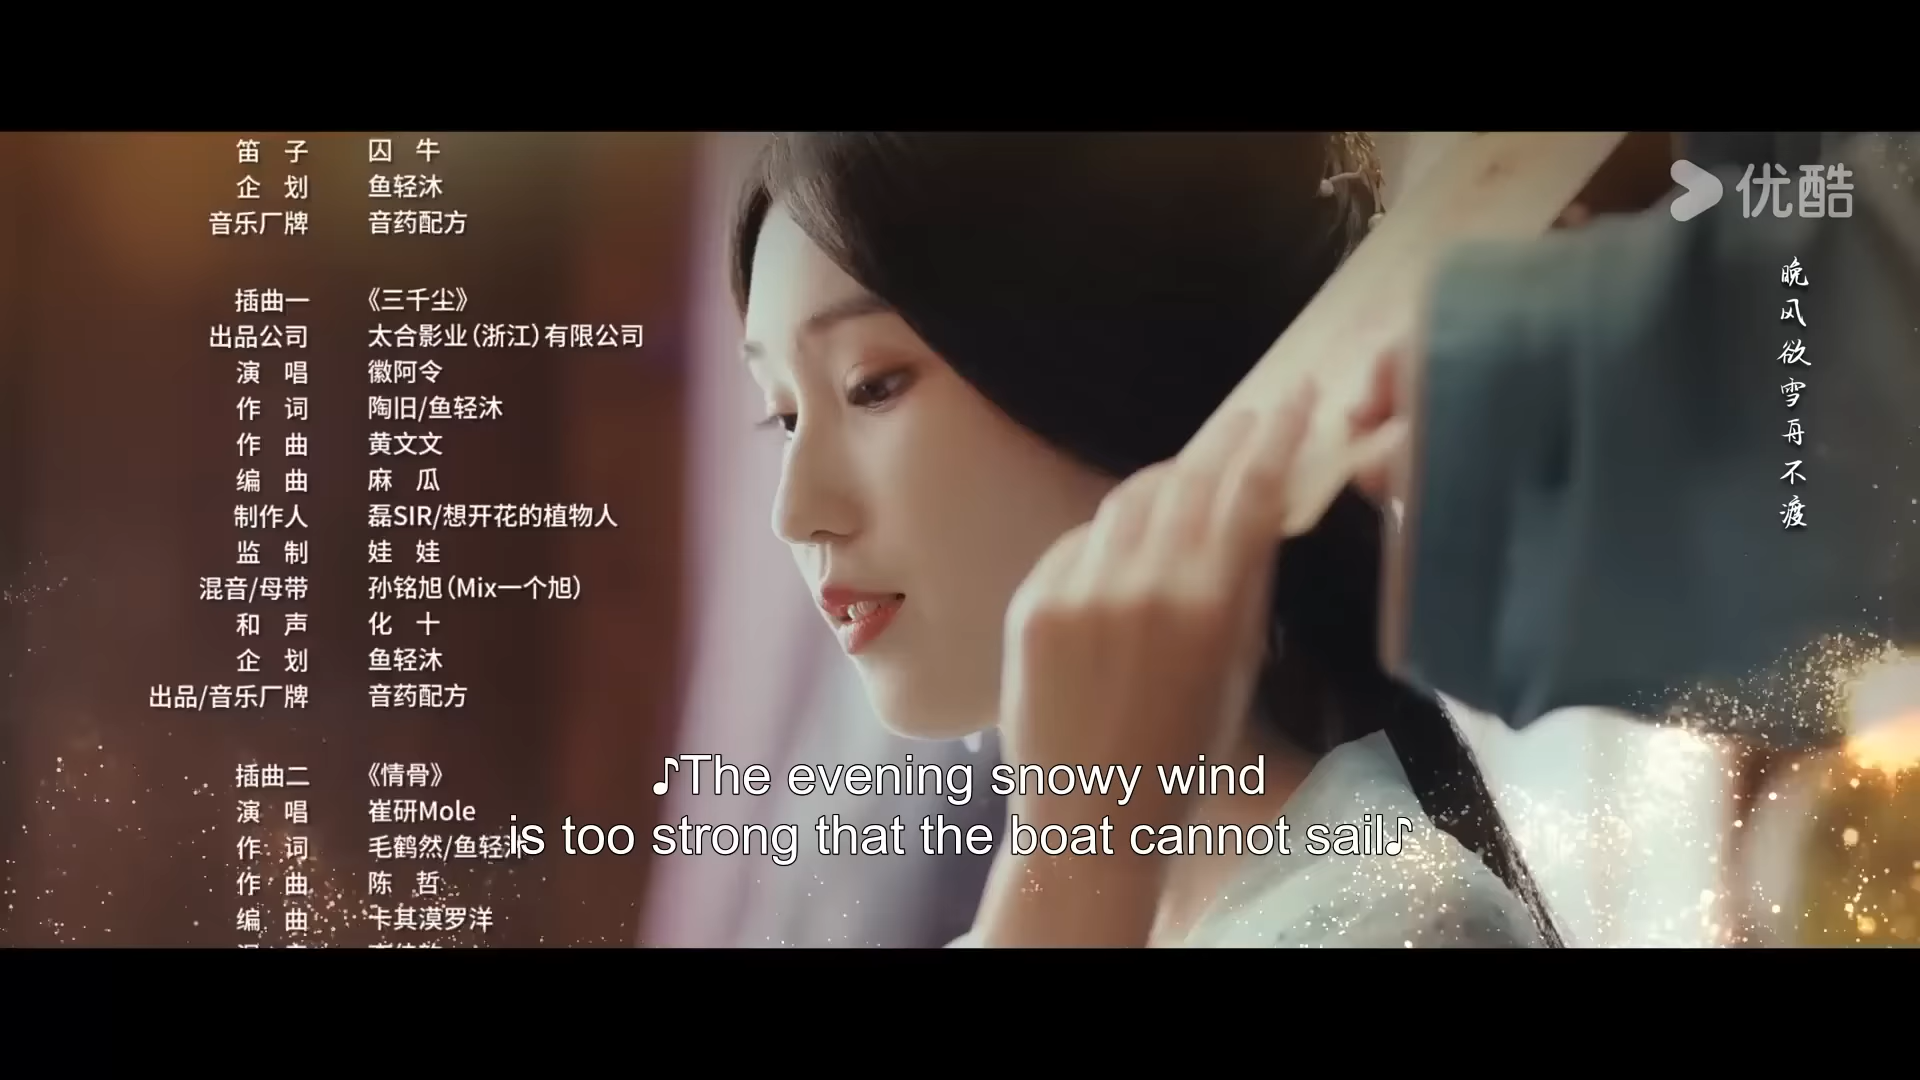 笛 子 囚 牛
企 划 鱼轻沐
音乐厂牌 音药配方
插曲一 《三千尘》
出品公司 太合影业(浙江)有限公司
演 唱 徽阿令
作 词 陶旧/鱼轻沐
作 曲 黄文文
编 曲 麻 瓜
制作人 磊SIR/想开花的植物人
监 制 娃 娃
混音/母带 孙铭旭(Mix一个旭)
和 声 化 十
企 划 鱼轻沐
出品/音乐厂牌 音药配方
插曲二 《情骨》
演 唱 崔研Mole
作 词 毛鹤然/鱼轻沐
作 曲 陈 哲
编 曲 卡其漠罗洋
优酷
晚风欲雪舟不渡
♪The evening snowy wind
is too strong that the boat cannot sail♪